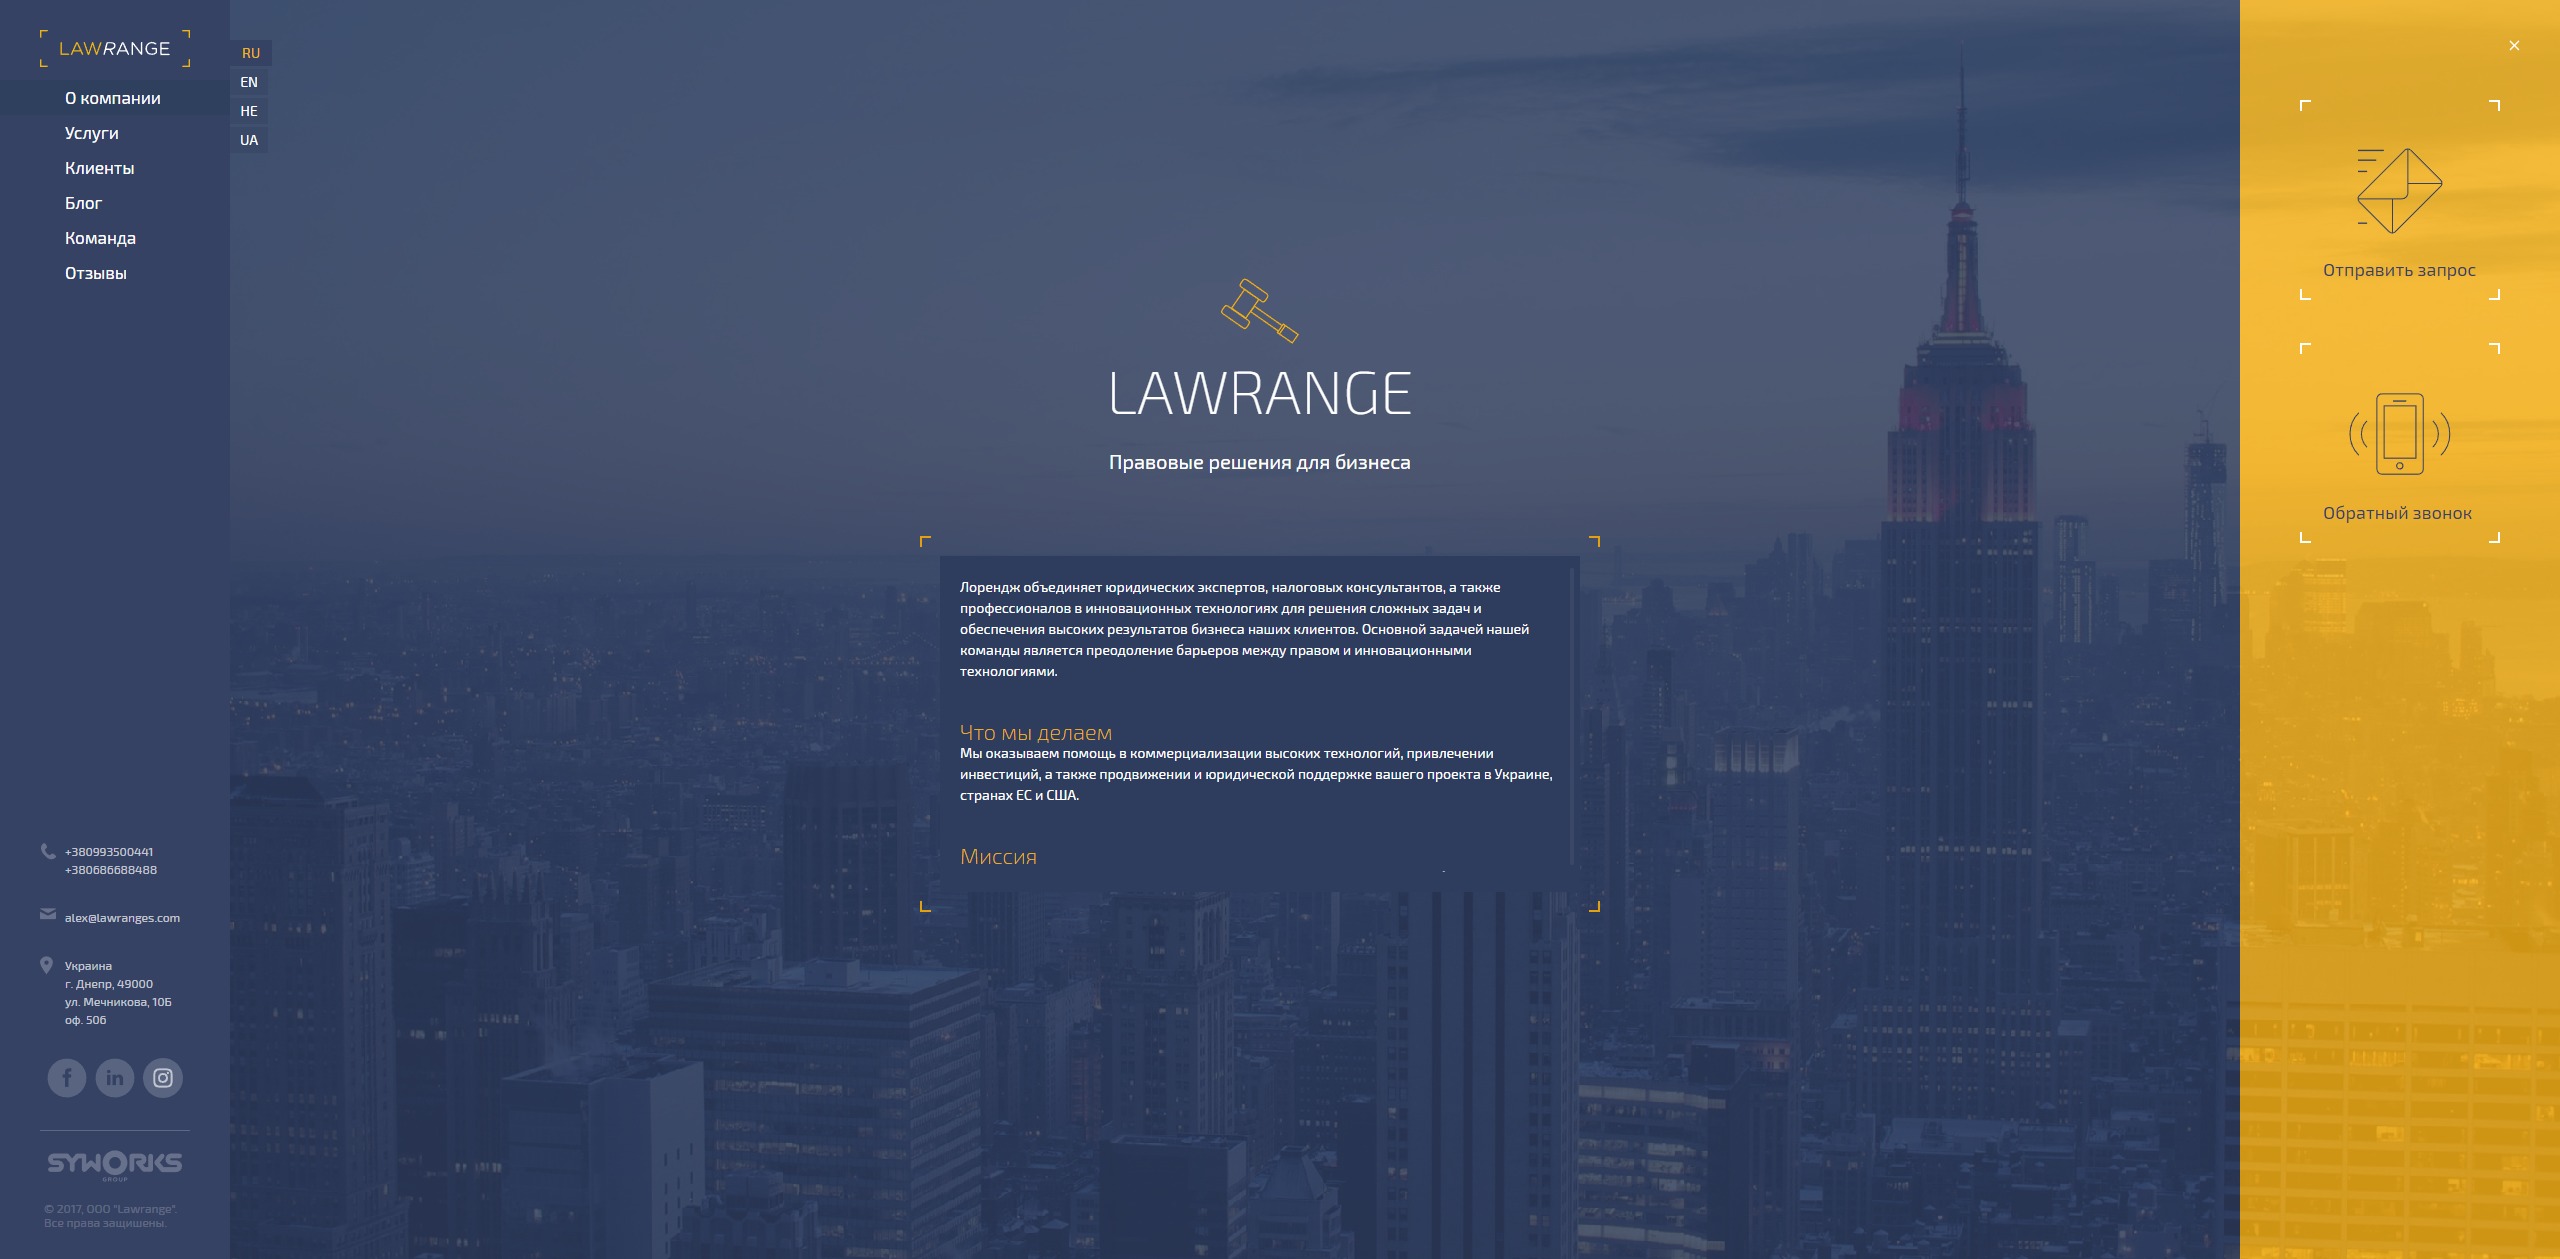 LAWRANGE
О компании
Услуги
Клиенты
Блог
Команда
Отзывы
+380993500441
+380686688488
alex@lawranges.com
Украина
г. Днепр, 49000
ул. Мечникова, 10Б
оф. 506
SYWORKS
GROUP
© 2017, ООО "Lawrange".
Все права защищены.
RU
EN
HE
UA
LAWRANGE
Правовые решения для бизнеса
Лорендж объединяет юридических экспертов, налоговых консультантов, а также
профессионалов в инновационных технологиях для решения сложных задач и
обеспечения высоких результатов бизнеса наших клиентов. Основной задачей нашей
команды является преодоление барьеров между правом и инновационными
технологиями.
Что мы делаем
Мы оказываем помощь в коммерциализации высоких технологий, привлечении
инвестиций, а также продвижении и юридической поддержке вашего проекта в Украине,
странах ЕС и США.
Миссия
Отправить запрос
Обратный звонок